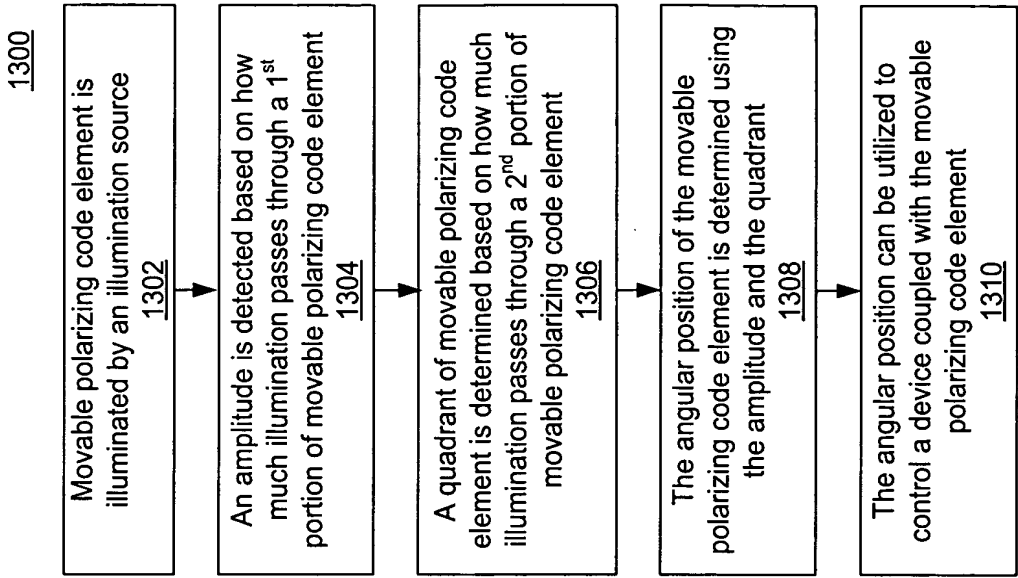 1300
Movable polarizing code element is
illuminated by an illumination source
1302
An amplitude is detected based on how
much illumination passes through a 1st
portion of movable polarizing code element
1304
A quadrant of movable polarizing code
element is determined based on how much
illumination passes through a 2nd portion of
movable polarizing code element
1306
The angular position of the movable
polarizing code element is determined using
the amplitude and the quadrant
1308
The angular position can be utilized to
control a device coupled with the movable
polarizing code element
1310